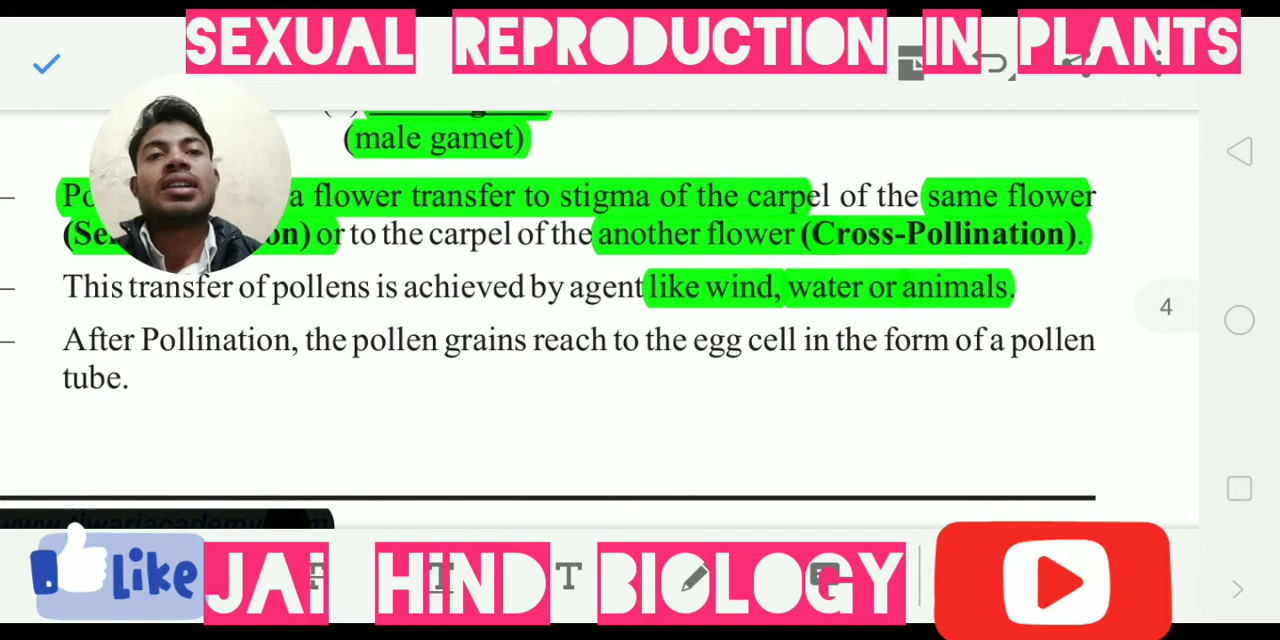 SEXUAL REPRODUCTION IN PLANTS
(male gamet)
a flower transfer to stigma of the carpel of the same flower
on) or to the carpel of the another flower (Cross-Pollination).
This transfer of pollens is achieved by agent like wind, water or animals.
4
After Pollination, the pollen grains reach to the egg cell in the form of a pollen
tube.
Like JAI HIND BIOLOGY